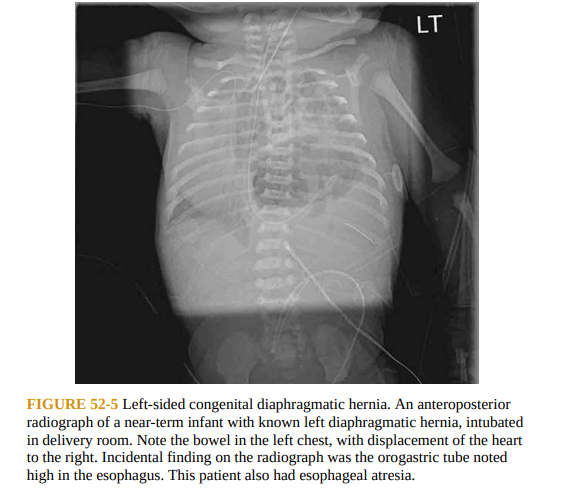 LT
FIGURE 52-5 Left-sided congenital diaphragmatic hernia. An anteroposterior
radiograph of a near-term infant with known left diaphragmatic hernia, intubated
in delivery room. Note the bowel in the left chest, with displacement of the heart
to the right. Incidental finding on the radiograph was the orogastric tube noted
high in the esophagus. This patient also had esophageal atresia.